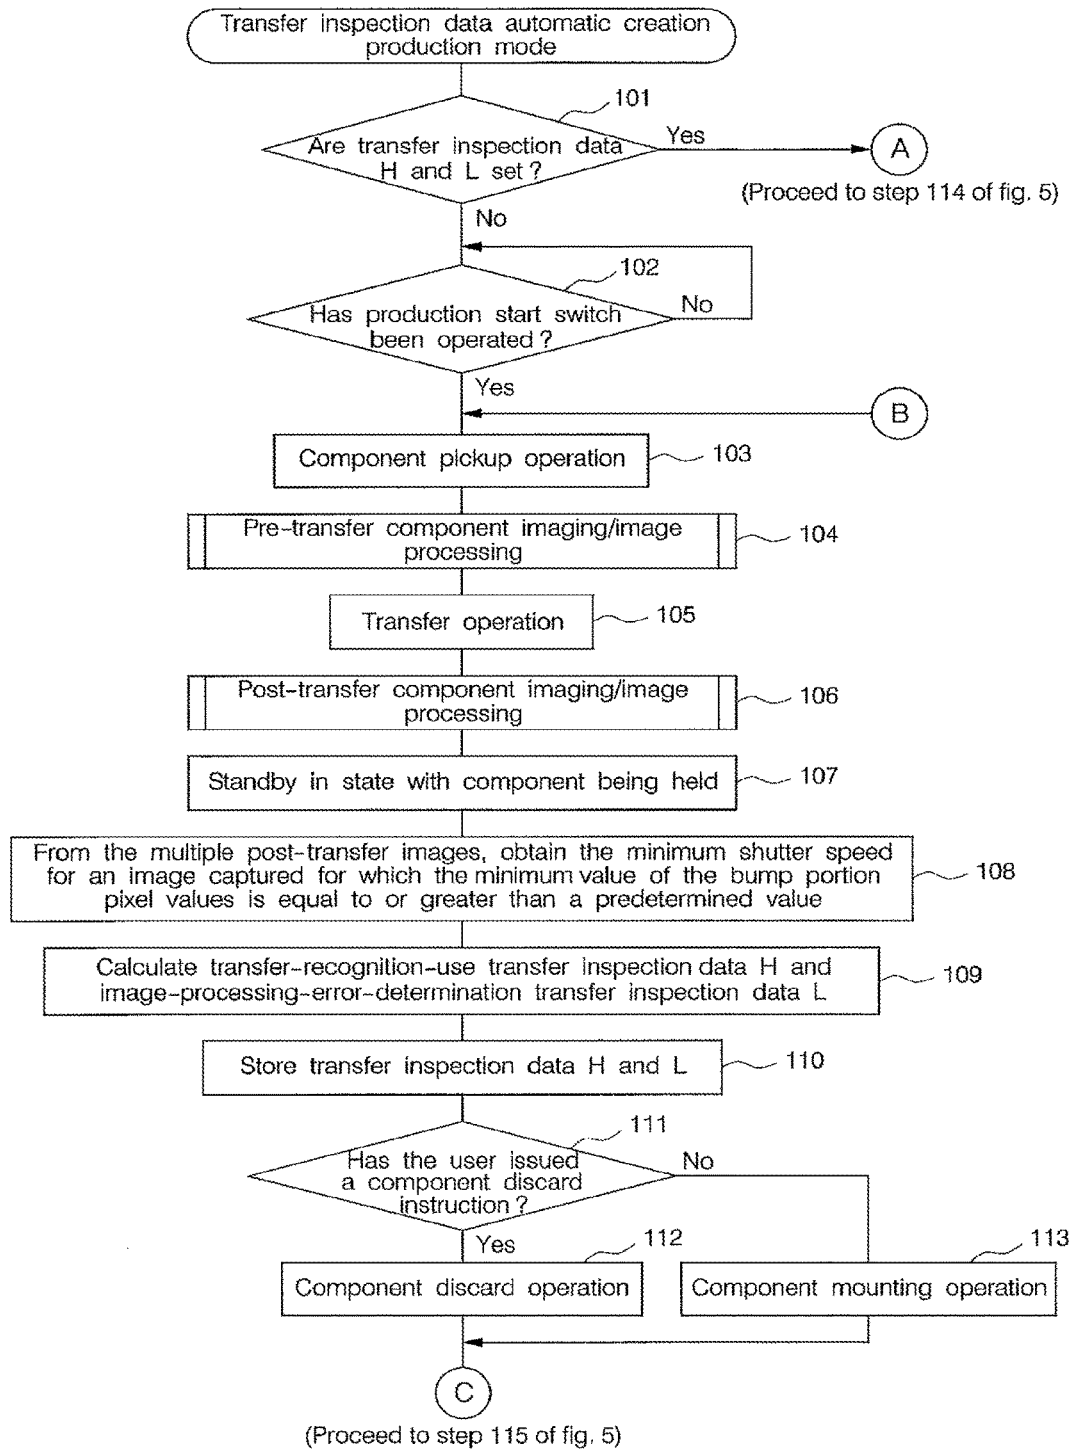 Transfer inspection data automatic creation
production mode
101
Are transfer inspection data
H and L set?
Yes
A
(Proceed to step 114 of fig. 5)
No
102
Has production start switch
been operated?
No
Yes
B
Component pickup operation
103
Pre-transfer component imaging/image
processing
104
Transfer operation
105
Post-transfer component imaging/image
processing
106
Standby in state with component being held
107
From the multiple post-transfer images, obtain the minimum shutter speed
for an image captured for which the minimum value of the bump portion
pixel values is equal to or greater than a predetermined value
108
Calculate transfer-recognition-use transfer inspection data H and
image-processing-error-determination transfer inspection data L
109
Store transfer inspection data H and L
110
111
Has the user issued
a component discard
instruction?
No
Yes
112
Component discard operation
113
Component mounting operation
C
(Proceed to step 115 of fig. 5)